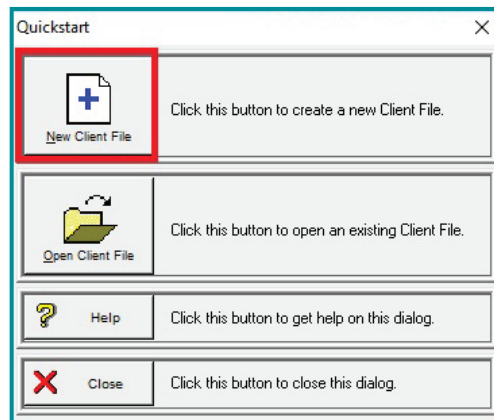 Quickstart
New Client File
Click this button to create a new Client File.
Open Client File
Click this button to open an existing Client File.
Help
Click this button to get help on this dialog.
Close
Click this button to close this dialog.